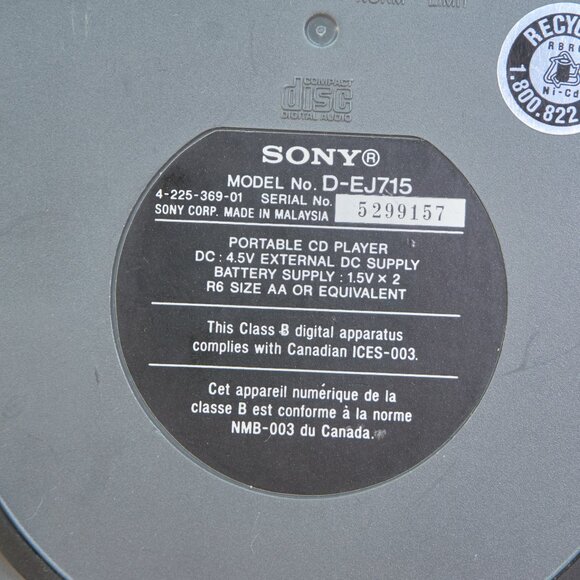 NORM LIMIT
RECYC
RBRC
Ni-Cd
1.800.822
COMPACT
disc
DIGITAL AUDIO
SONY®
MODEL No. D-EJ715
4-225-369-01 SERIAL No. 5299157
SONY CORP. MADE IN MALAYSIA
PORTABLE CD PLAYER
DC : 4.5V EXTERNAL DC SUPPLY
BATTERY SUPPLY : 1.5V × 2
R6 SIZE AA OR EQUIVALENT
This Class B digital apparatus
complies with Canadian ICES-003.
Cet appareil numérique de la
classe B est conforme à la norme
NMB-003 du Canada.